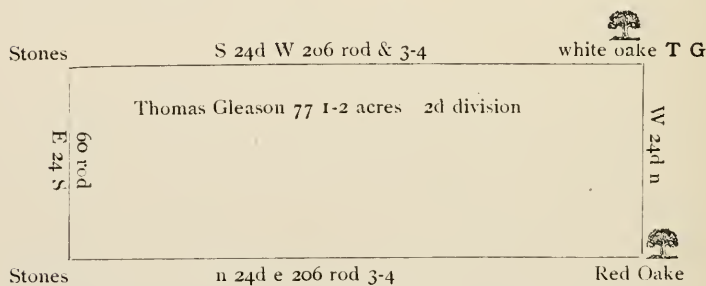 Stones S 24d W 206 rod & 3-4 white oake T G
Thomas Gleason 77 1-2 acres 2d division
60 rod
E 24 S
W 24d n
Stones n 24d e 206 rod 3-4 Red Oake